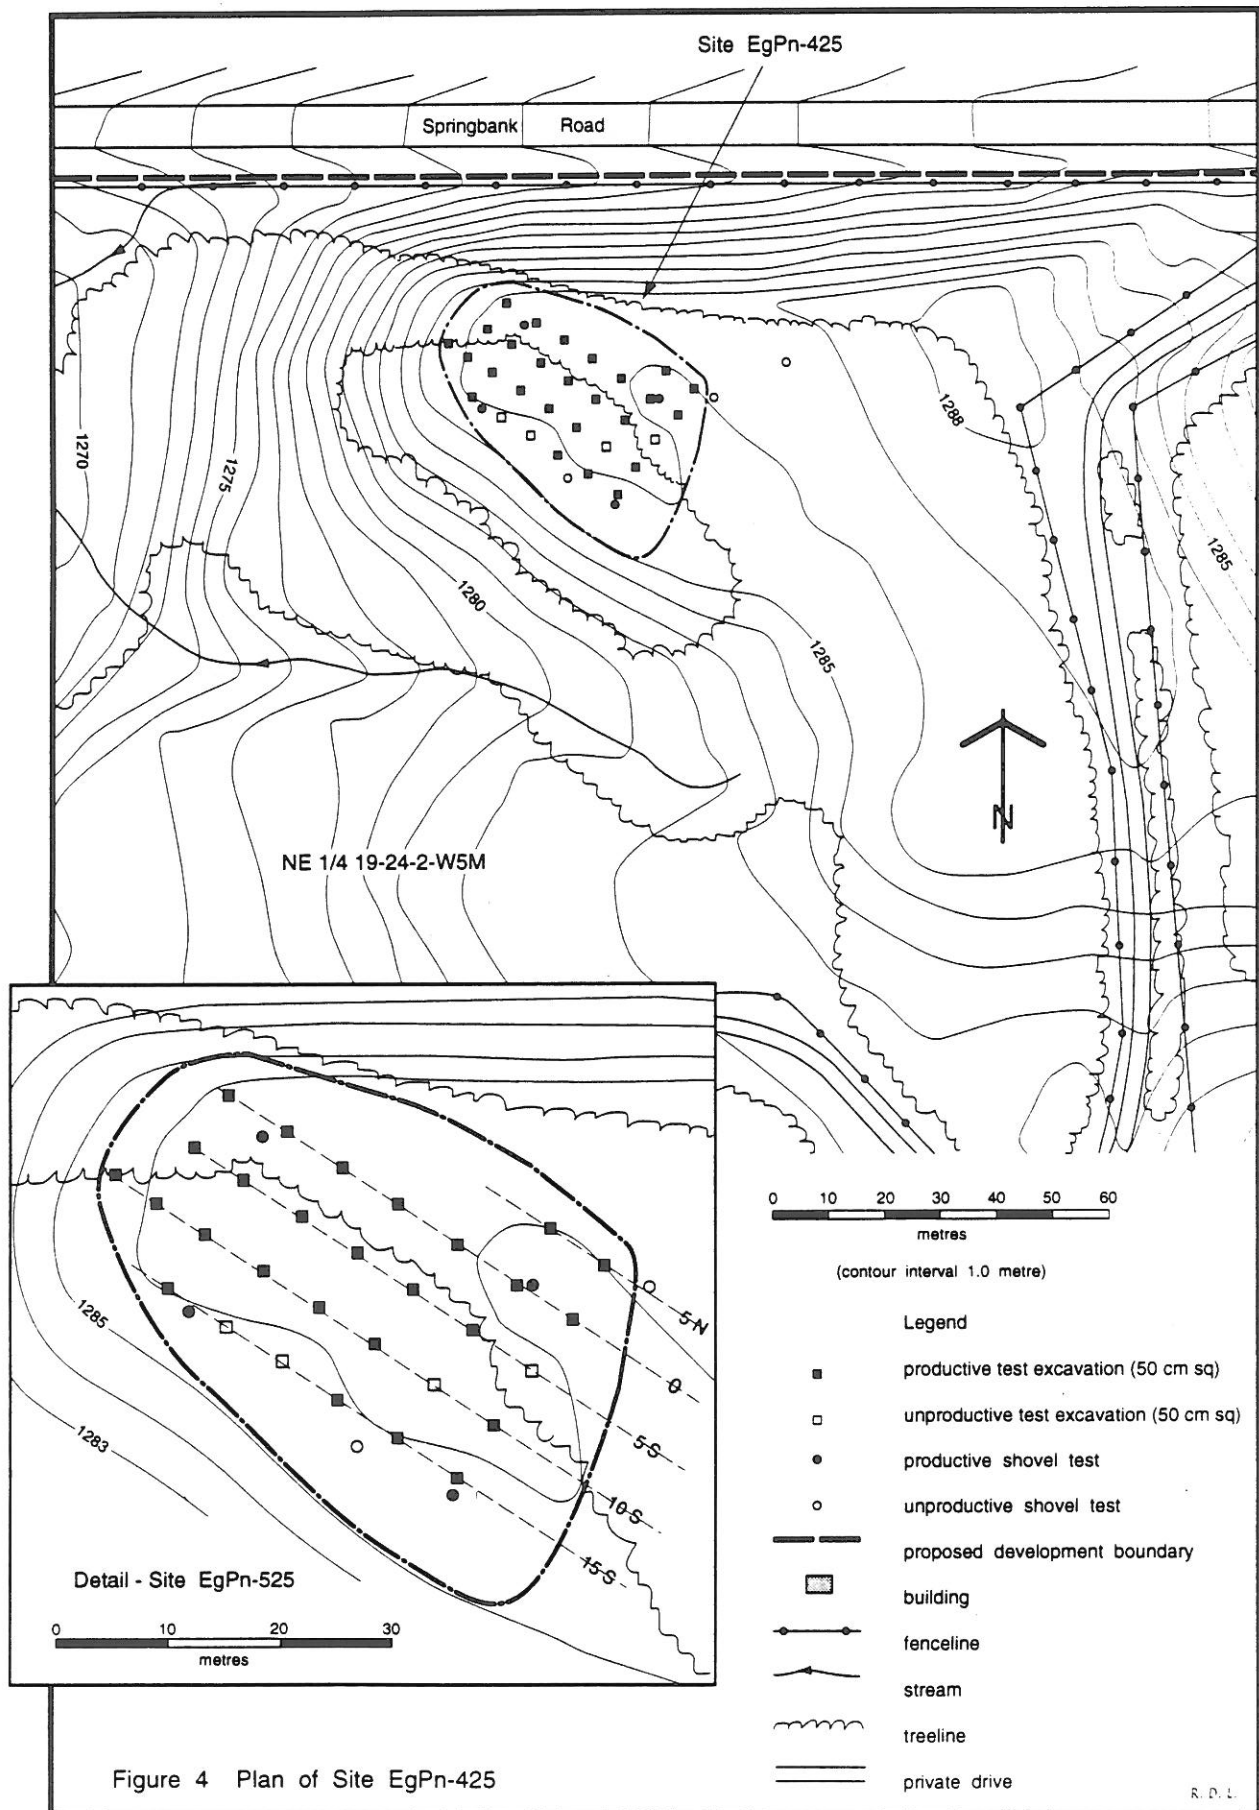 Site EgPn-425
Springbank Road
1288
1270
1275
1285
1280
1285
N
NE 1/4 19-24-2-W5M
5 N
0
5 S
10 S
15 S
1285
1283
Detail - Site EgPn-525
0 10 20 30
metres
0 10 20 30 40 50 60
metres
(contour interval 1.0 metre)
Legend
productive test excavation (50 cm sq)
unproductive test excavation (50 cm sq)
productive shovel test
unproductive shovel test
proposed development boundary
building
fenceline
stream
treeline
private drive
Figure 4 Plan of Site EgPn-425
R. D. L.